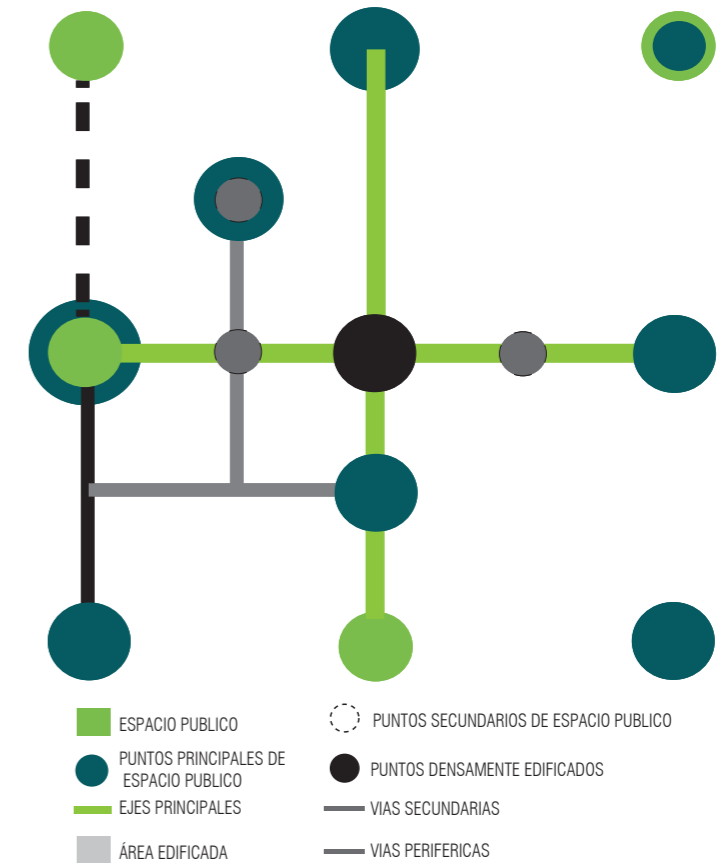 ESPACIO PUBLICO
PUNTOS PRINCIPALES DE
ESPACIO PUBLICO
EJES PRINCIPALES
ÁREA EDIFICADA
PUNTOS SECUNDARIOS DE ESPACIO PUBLICO
PUNTOS DENSAMENTE EDIFICADOS
VIAS SECUNDARIAS
VIAS PERIFERICAS